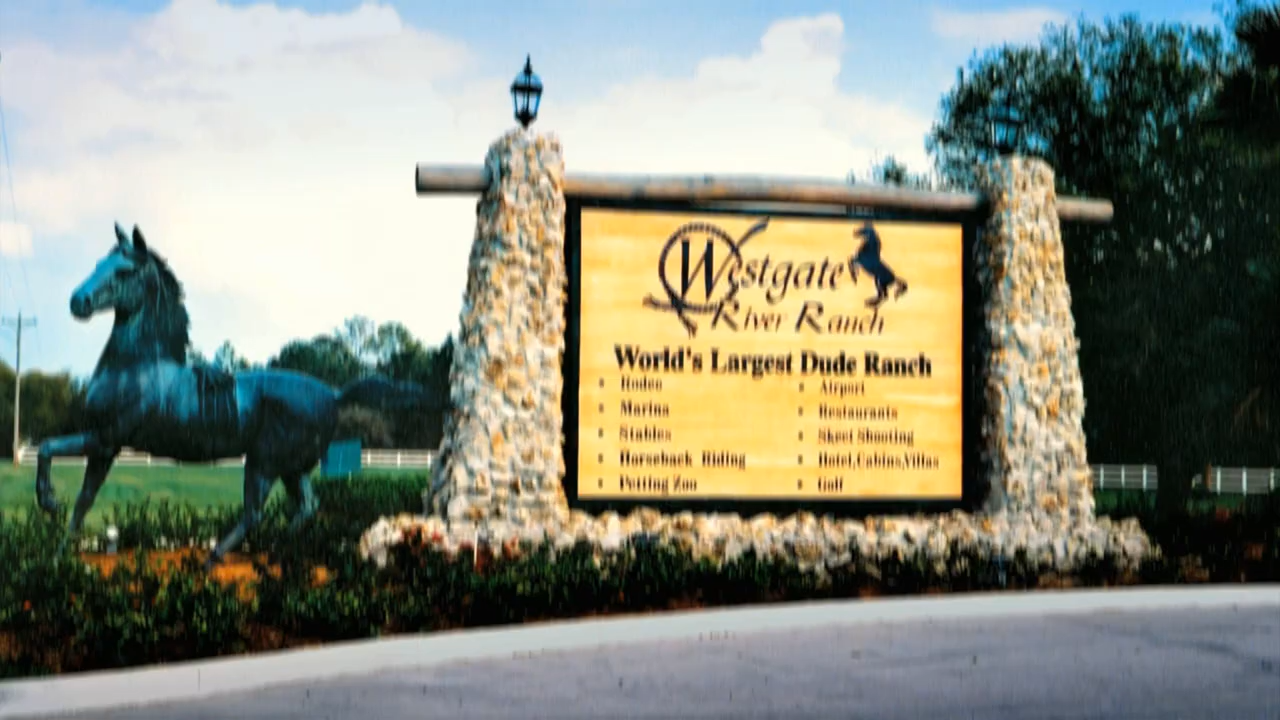 Westgate
River Ranch
World's Largest Dude Ranch
Rodeo
Marina
Stables
Horseback Riding
Petting Zoo
Airport
Restaurants
Skeet Shooting
Hotel,Cabins,Villas
Golf